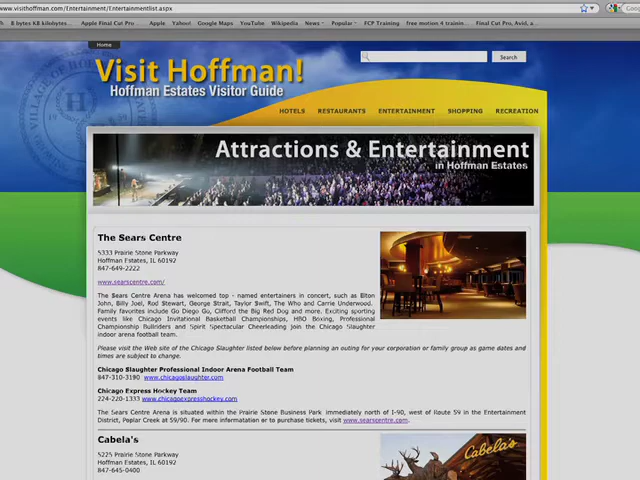 www.visithoffman.com/Entertainment/Entertainmentlist.aspx
8 bytes KB kilobytes... Apple Final Cut Pro... Apple Yahoo! Google Maps YouTube Wikipedia News Popular FCP Training free motion 4 trainin... Final Cut Pro, Avid, a...
Home
Visit Hoffman!
Hoffman Estates Visitor Guide
Search
HOTELS RESTAURANTS ENTERTAINMENT SHOPPING RECREATION
Attractions & Entertainment
in Hoffman Estates
The Sears Centre
5333 Prairie Stone Parkway
Hoffman Estates, IL 60192
847-649-2222
www.searscentre.com/
The Sears Centre Arena has welcomed top - named entertainers in concert, such as Elton
John, Billy Joel, Rod Stewart, George Strait, Taylor Swift, The Who and Carrie Underwood.
Family favorites include Go Diego Go, Clifford the Big Red Dog and more. Exciting sporting
events like Chicago Invitational Basketball Championships, HBO Boxing, Professional
Championship Bullriders and Spirit Spectacular Cheerleading join the Chicago Slaughter
indoor arena football team.
Please visit the Web site of the Chicago Slaughter listed below before planning an outing for your corporation or family group as game dates and
times are subject to change.
Chicago Slaughter Professional Indoor Arena Football Team
847-310-3190 www.chicagoslaughter.com
Chicago Express Hockey Team
224-220-1333 www.chicagoexpresshockey.com
The Sears Centre Arena is situated within the Prairie Stone Business Park immediately north of I-90, west of Route 59 in the Entertainment
District, Poplar Creek at 59/90. For more informatation or to purchase tickets, visit www.searscentre.com.
Cabela's
5225 Prairie Stone Parkway
Hoffman Estates, IL 60192
847-645-0400
Cabela's